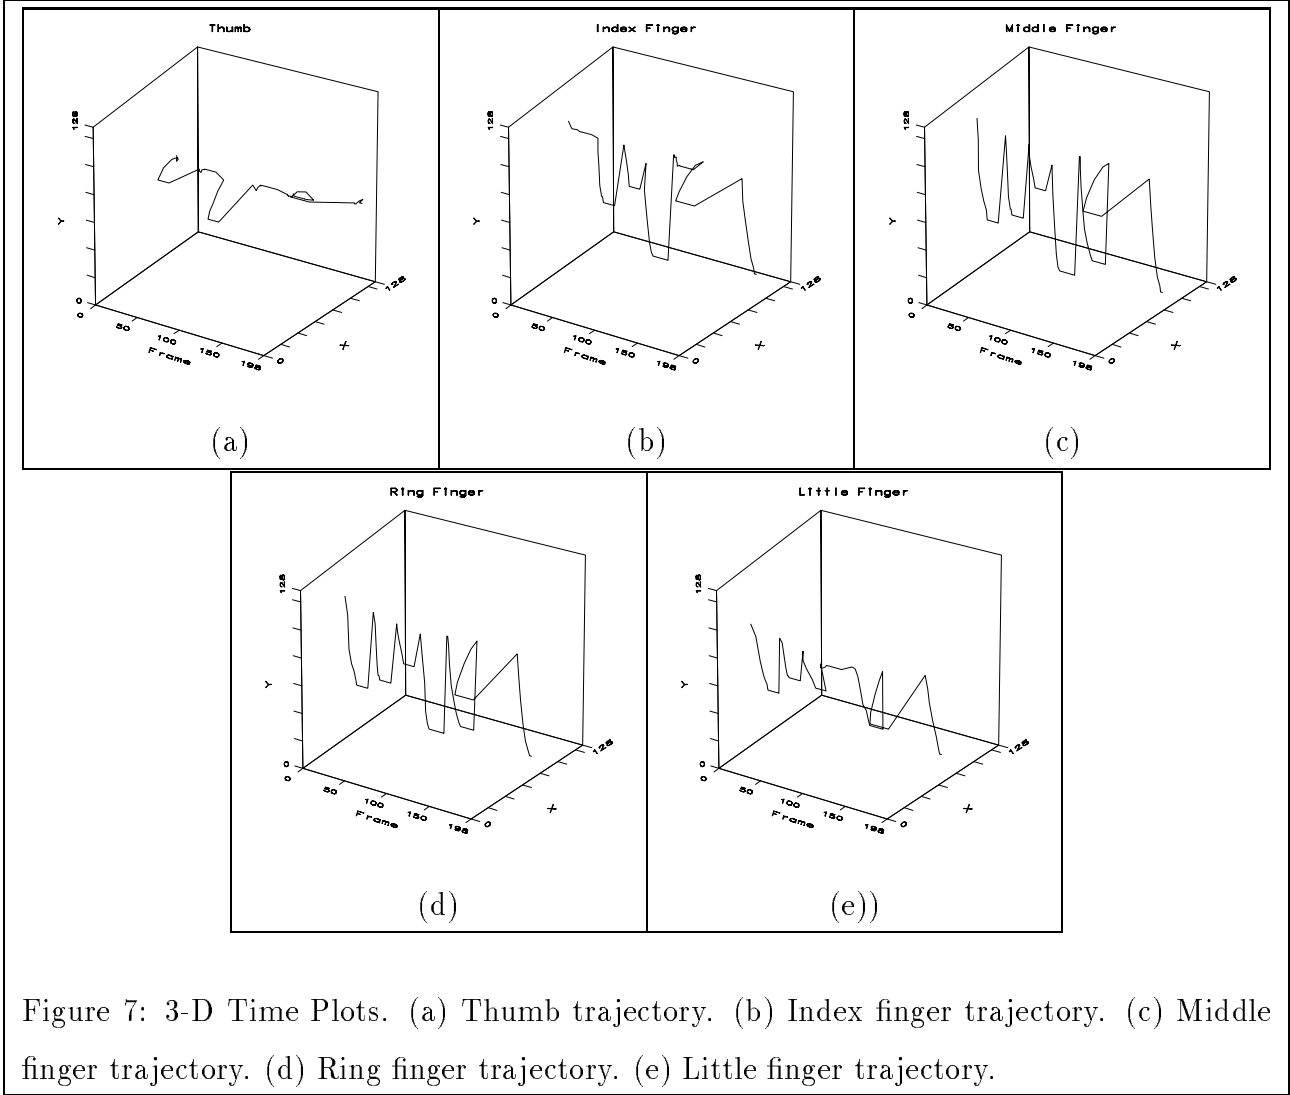 Thumb
128
Y
0
0
50
100
150
198
Frame
0
X
128
(a)
Index Finger
128
Y
0
0
50
100
150
198
Frame
0
X
128
(b)
Middle Finger
128
Y
0
0
50
100
150
198
Frame
0
X
128
(c)
Ring Finger
128
Y
0
0
50
100
150
198
Frame
0
X
128
(d)
Little Finger
128
Y
0
0
50
100
150
198
Frame
0
X
128
(e))
Figure 7: 3-D Time Plots. (a) Thumb trajectory. (b) Index finger trajectory. (c) Middle
finger trajectory. (d) Ring finger trajectory. (e) Little finger trajectory.